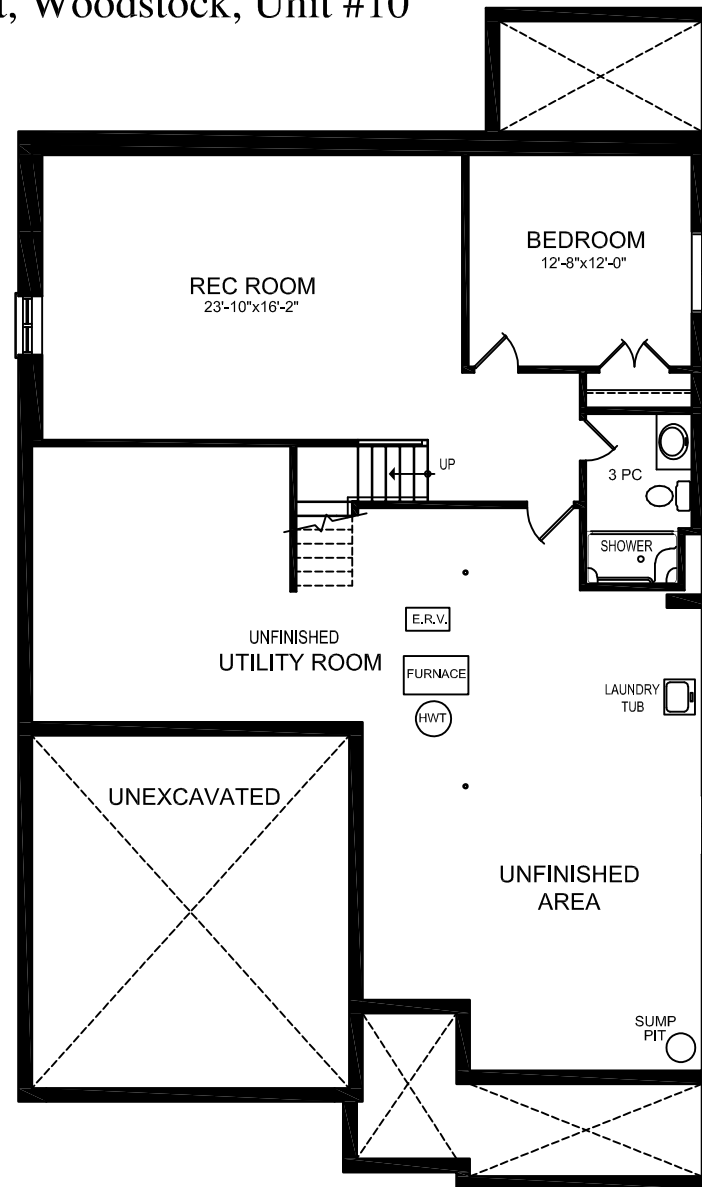 Woodstock, Unit #10
BEDROOM
12'-8"x12'-0"
REC ROOM
23'-10"x16'-2"
UP
3 PC
SHOWER
E.R.V.
UNFINISHED
UTILITY ROOM
FURNACE
LAUNDRY
TUB
HWT
UNEXCAVATED
UNFINISHED
AREA
SUMP
PIT